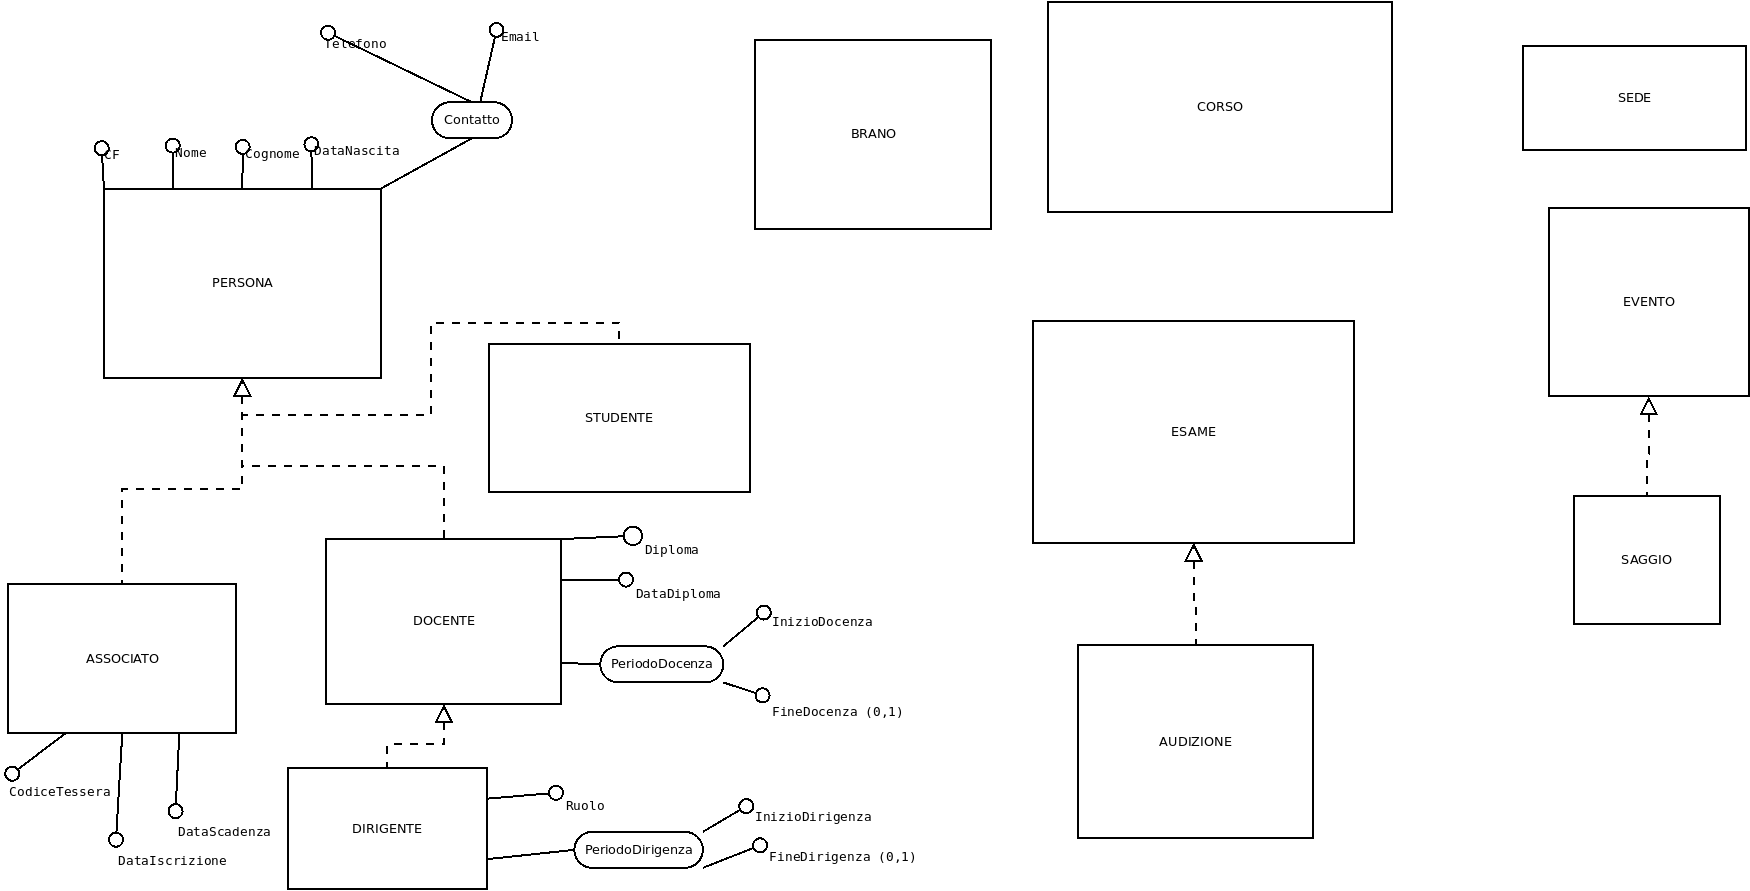 Telefono
Email
Contatto
CF
Nome
Cognome
DataNascita
PERSONA
BRANO
CORSO
SEDE
EVENTO
STUDENTE
ESAME
SAGGIO
Diploma
DataDiploma
DOCENTE
InizioDocenza
PeriodoDocenza
FineDocenza (0,1)
ASSOCIATO
AUDIZIONE
CodiceTessera
DataScadenza
DataIscrizione
DIRIGENTE
Ruolo
InizioDirigenza
PeriodoDirigenza
FineDirigenza (0,1)